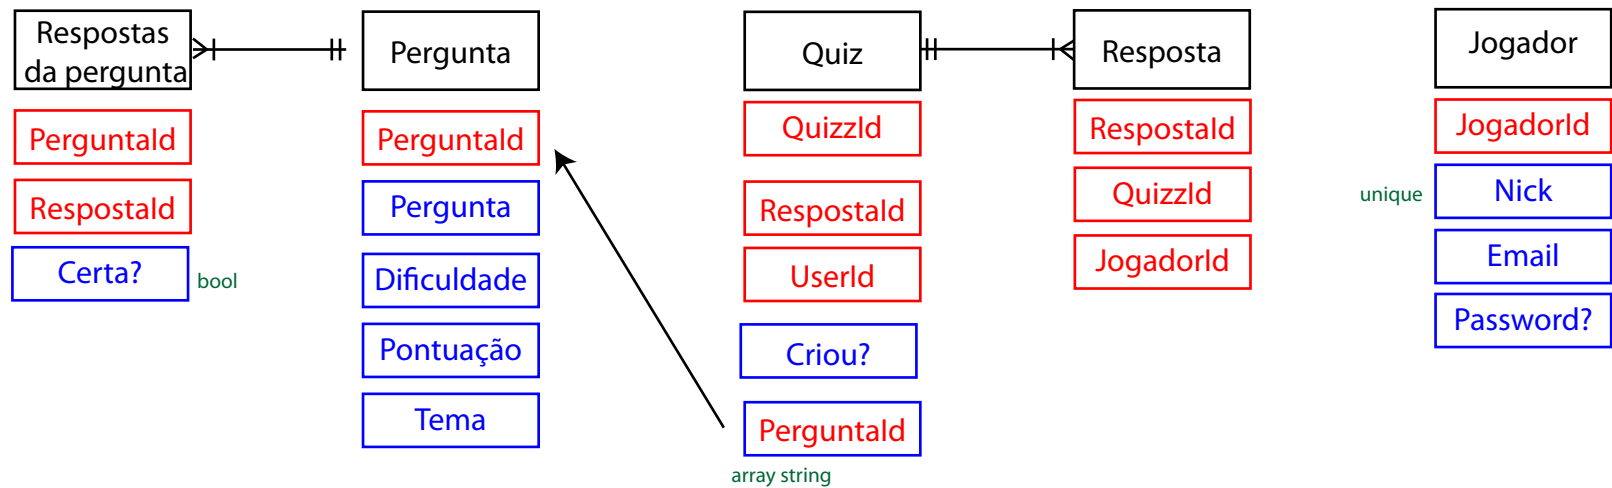 Respostas
da pergunta
PerguntaId
RespostaId
Certa?
bool
Pergunta
PerguntaId
Pergunta
Dificuldade
Pontuação
Tema
Quiz
QuizzId
RespostaId
UserId
Criou?
PerguntaId
array string
Resposta
RespostaId
QuizzId
JogadorId
Jogador
JogadorId
unique
Nick
Email
Password?